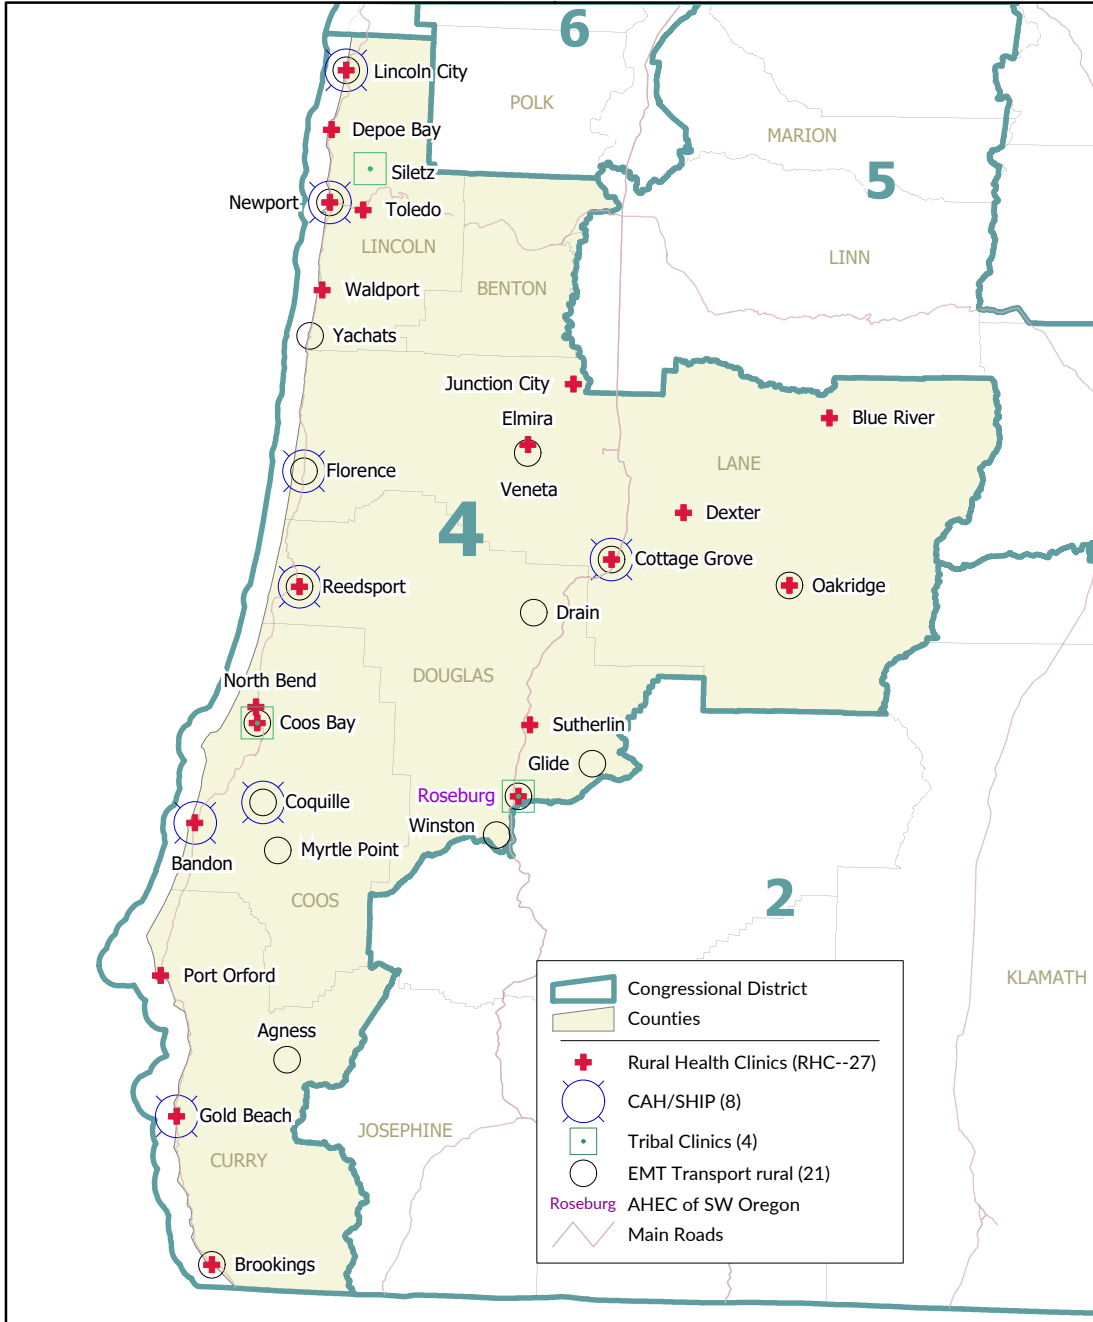 6
Lincoln City
POLK
Depoe Bay
MARION
Siletz
5
Newport
Toledo
LINCOLN
LINN
BENTON
Waldport
Yachats
Junction City
Elmira
Blue River
LANE
Florence
Veneta
Dexter
4
Cottage Grove
Reedsport
Oakridge
Drain
DOUGLAS
North Bend
Coos Bay
Sutherlin
Glide
Roseburg
Coquille
Winston
Myrtle Point
Bandon
2
COOS
Port Orford
KLAMATH
Agness
Gold Beach
JOSEPHINE
CURRY
Brookings
Congressional District
Counties
Rural Health Clinics (RHC--27)
CAH/SHIP (8)
Tribal Clinics (4)
EMT Transport rural (21)
Roseburg AHEC of SW Oregon
Main Roads